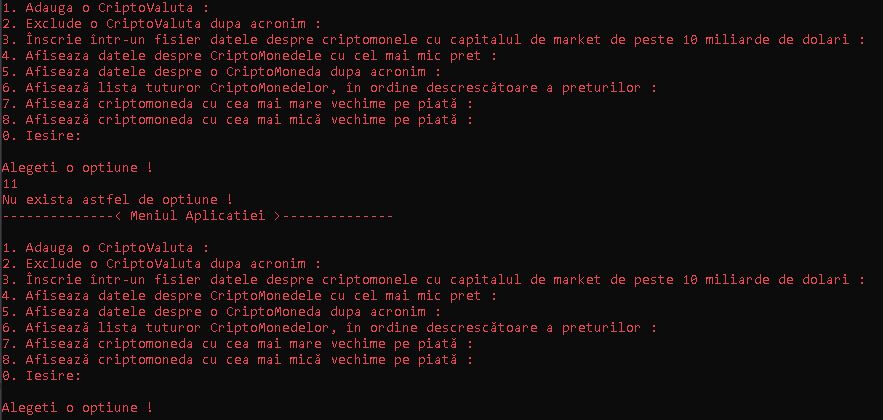 1. Adauga o CriptoValuta :
2. Exclude o CriptoValuta dupa acronim :
3. Înscrie într-un fisier datele despre criptomonele cu capitalul de market de peste 10 miliarde de dolari :
4. Afiseaza datele despre CriptoMonedele cu cel mai mic pret :
5. Afiseaza datele despre o CriptoMoneda dupa acronim :
6. Afisează lista tuturor CriptoMonedelor, în ordine descrescătoare a preturilor :
7. Afisează criptomoneda cu cea mai mare vechime pe piată :
8. Afisează criptomoneda cu cea mai mică vechime pe piată :
0. Iesire:
Alegeti o optiune !
11
Nu exista astfel de optiune !
--------------< Meniul Aplicatiei >--------------
1. Adauga o CriptoValuta :
2. Exclude o CriptoValuta dupa acronim :
3. Înscrie într-un fisier datele despre criptomonele cu capitalul de market de peste 10 miliarde de dolari :
4. Afiseaza datele despre CriptoMonedele cu cel mai mic pret :
5. Afiseaza datele despre o CriptoMoneda dupa acronim :
6. Afisează lista tuturor CriptoMonedelor, în ordine descrescătoare a preturilor :
7. Afisează criptomoneda cu cea mai mare vechime pe piată :
8. Afisează criptomoneda cu cea mai mică vechime pe piată :
0. Iesire:
Alegeti o optiune !